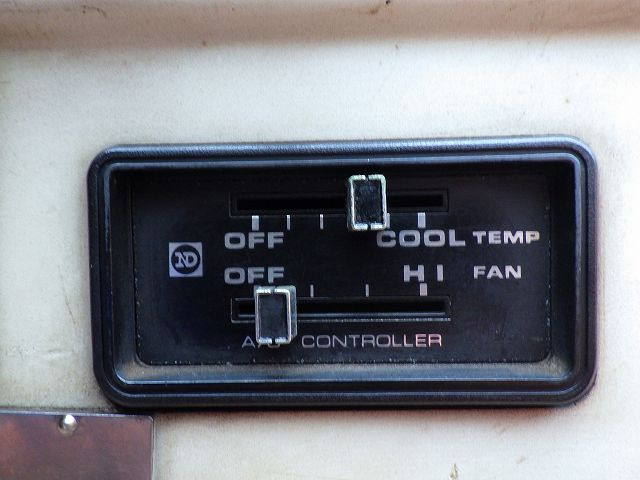 OFF COOL TEMP
ND
OFF HI FAN
A/C CONTROLLER